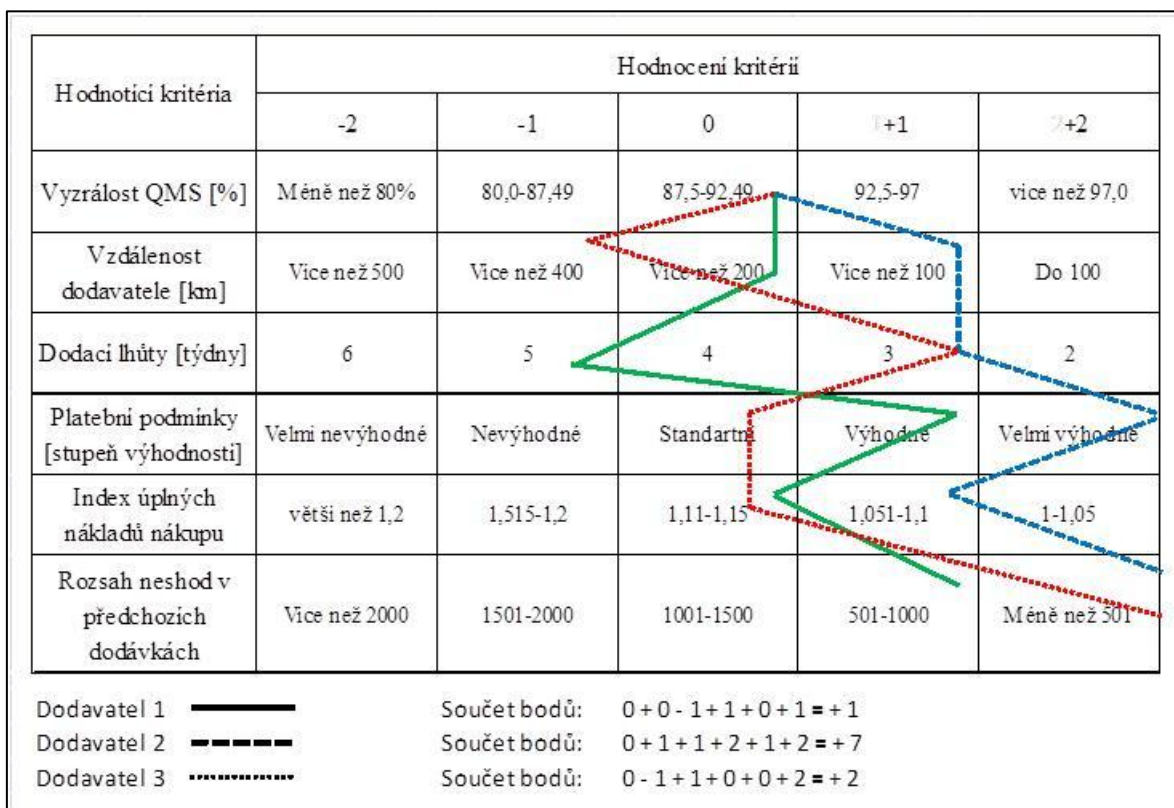 Hodnotící kritéria
Hodnocení kritérií
-2 -1 0 +1 +2
Vyzrálost QMS [%] Méně než 80% 80,0-87,49 87,5-92,49 92,5-97 vice než 97,0
Vzdálenost
dodavatele [km] Vice než 500 Vice než 400 Vice než 200 Vice než 100 Do 100
Dodací lhůty [týdny] 6 5 4 3 2
Platební podmínky
[stupeň výhodnosti] Velmi nevýhodné Nevýhodné Standartní Výhodné Velmi výhodné
Index úplných
nákladů nákupu větší než 1,2 1,515-1,2 1,11-1,15 1,051-1,1 1-1,05
Rozsah neshod v
předchozích
dodávkách Vice než 2000 1501-2000 1001-1500 501-1000 Méně než 501
Dodavatel 1 Součet bodů: 0 + 0 - 1 + 1 + 0 + 1 = + 1
Dodavatel 2 Součet bodů: 0 + 1 + 1 + 2 + 1 + 2 = + 7
Dodavatel 3 Součet bodů: 0 - 1 + 1 + 0 + 0 + 2 = + 2